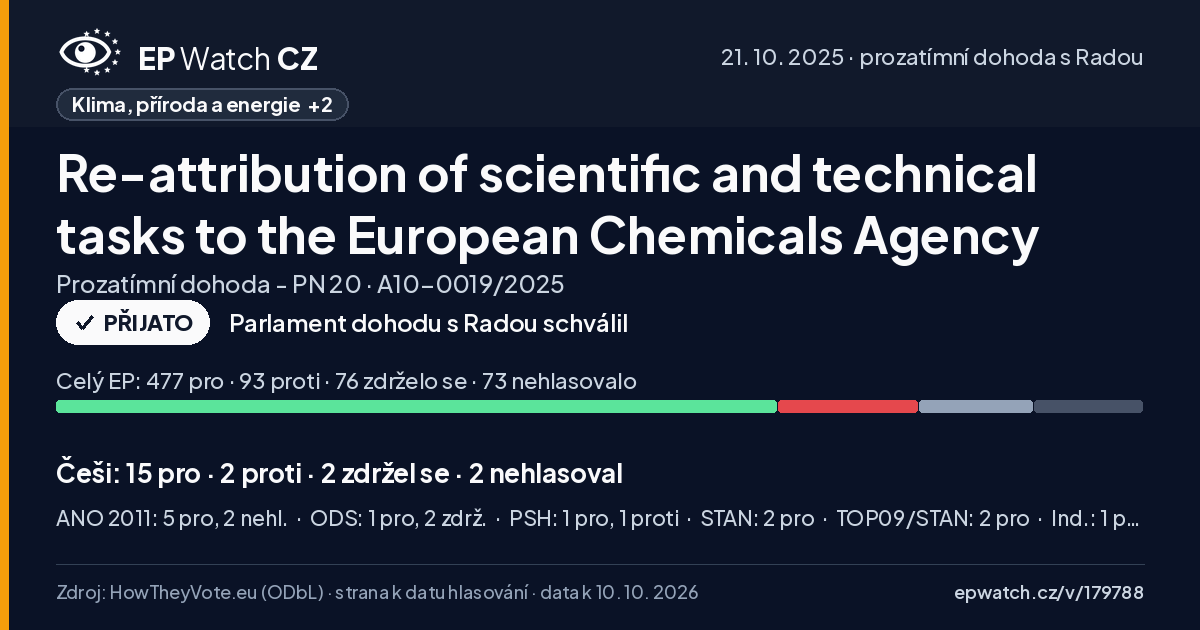 EP Watch CZ
21. 10. 2025 · prozatímní dohoda s Radou
Klima, příroda a energie +2
Re-attribution of scientific and technical
tasks to the European Chemicals Agency
Prozatímní dohoda - PN 20 · A10-0019/2025
✓ PŘIJATO Parlament dohodu s Radou schválil
Celý EP: 477 pro · 93 proti · 76 zdrželo se · 73 nehlasovalo
Češi: 15 pro · 2 proti · 2 zdržel se · 2 nehlasoval
ANO 2011: 5 pro, 2 nehl. · ODS: 1 pro, 2 zdrž. · PSH: 1 pro, 1 proti · STAN: 2 pro · TOP09/STAN: 2 pro · Ind.: 1 p…
Zdroj: HowTheyVote.eu (ODbL) · strana k datu hlasování · data k 10. 10. 2026
epwatch.cz/v/179788